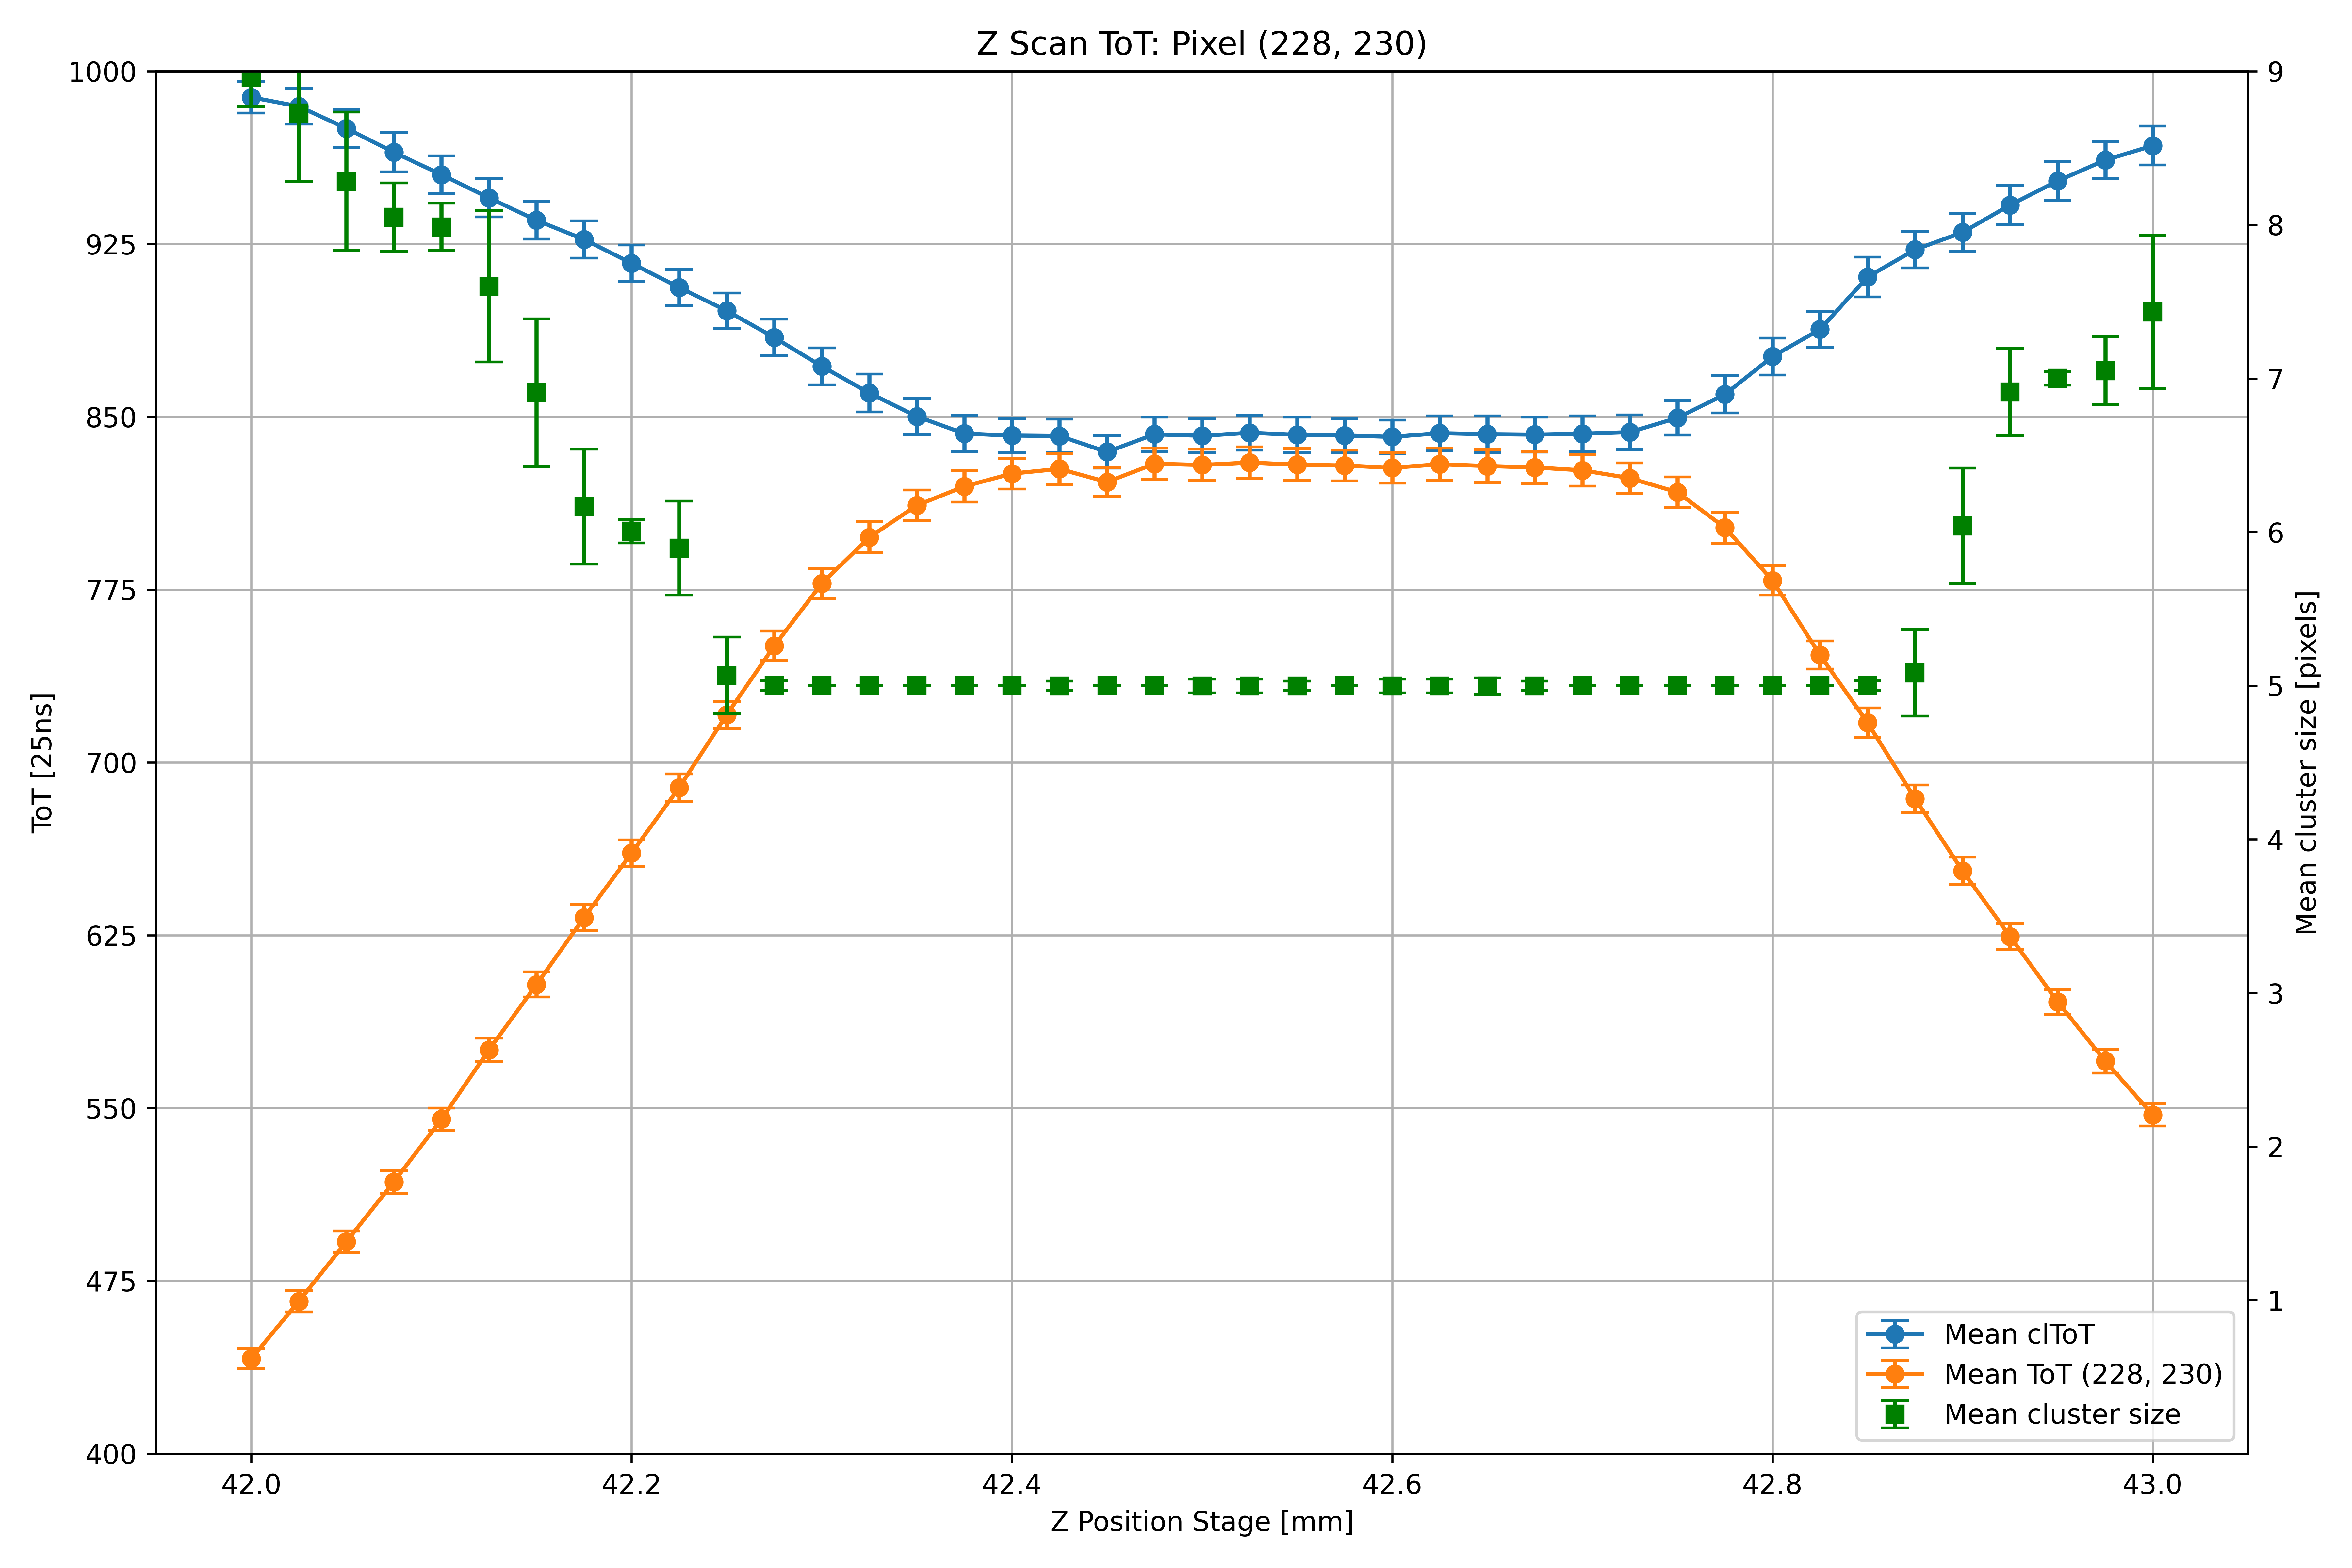 Z Scan ToT: Pixel (228, 230)
1000
925
850
775
700
625
550
475
400
ToT [25ns]
9
8
7
6
5
4
3
2
1
Mean cluster size [pixels]
Mean clToT
Mean ToT (228, 230)
Mean cluster size
42.0 42.2 42.4 42.6 42.8 43.0
Z Position Stage [mm]